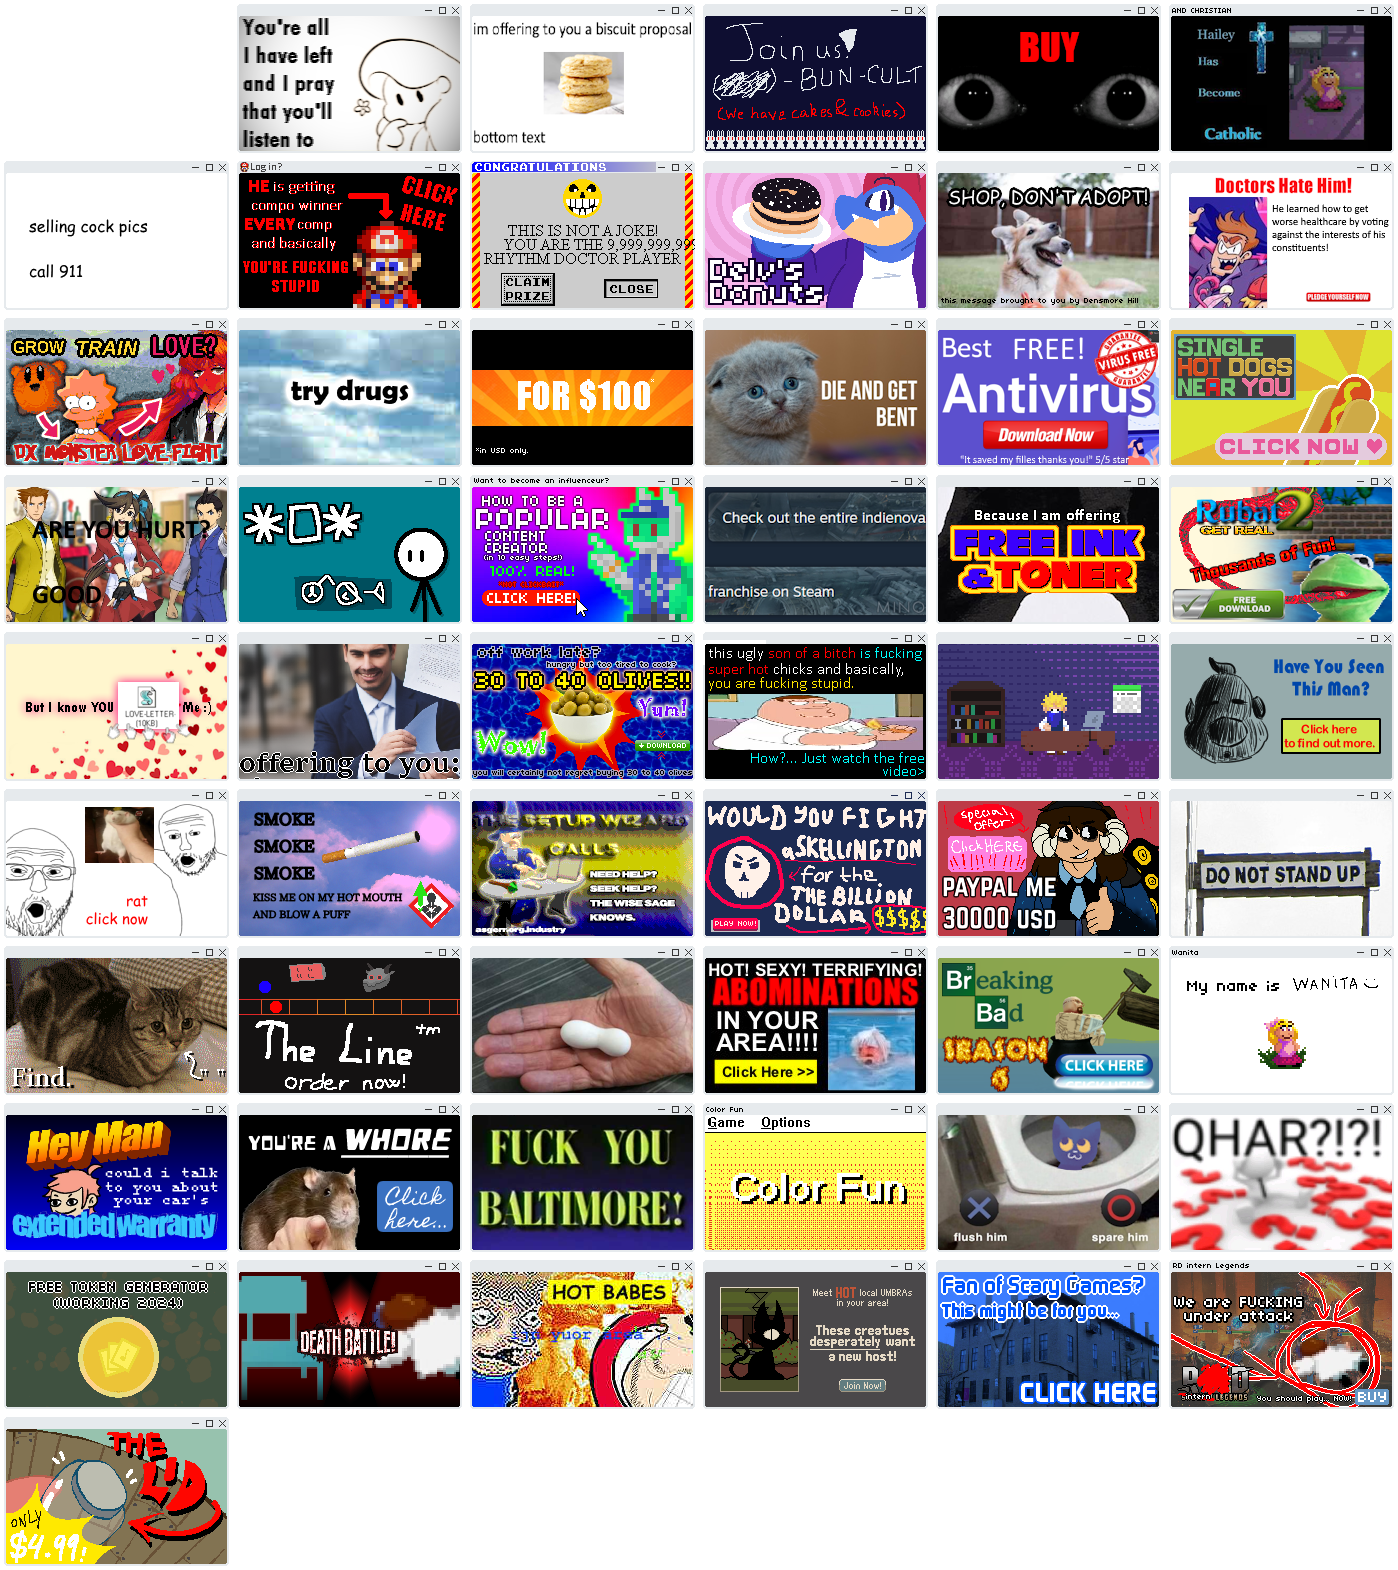 You're all
I have left
and I pray
that you'll
listen to
im offering to you a biscuit proposal
bottom text
Join us!
-BUN-CULT
(we have cakes & cookies)
BUY
AND CHRISTIAN
Hailey
Has
Become
Catholic
selling cock pics
call 911
Log in?
HE is getting
compo winner
EVERY comp
and basically
YOU'RE FUCKING
STUPID
CLICK
HERE
CONGRATULATIONS
THIS IS NOT A JOKE!
YOU ARE THE 9,999,999,99
RHYTHM DOCTOR PLAYER
CLAIM
PRIZE
CLOSE
Delv's
Donuts
SHOP, DON'T ADOPT!
this message brought to you by Densmore Hill
Doctors Hate Him!
He learned how to get
worse healthcare by voting
against the interests of his
constituents!
PLEDGE YOURSELF NOW
GROW TRAIN LOVE?
DX MONSTER LOVE-FIGHT
try drugs
FOR $100*
*in USD only.
DIE AND GET
BENT
Best FREE!
Antivirus
GUARANTEE
VIRUS FREE
GUARANTEE
Download Now
"It saved my filles thanks you!" 5/5 star
SINGLE
HOT DOGS
NEAR YOU
CLICK NOW ♥
ARE YOU HURT?
GOOD
Want to become an influenceur?
HOW TO BE A
POPULAR
CONTENT
CREATOR
(in 10 easy steps!)
100% REAL!
*NOT CLICKBAIT*
CLICK HERE!
Check out the entire indienova
franchise on Steam
MINO
Because I am offering
FREE INK
& TONER
Rubat 2
GET REAL
Thousands of Fun!
FREE
DOWNLOAD
But I know YOU
LOVE-LETTER-
(10KB)
Me :)
offering to you:
off work late?
hungry but too tired to cook?
30 TO 40 OLIVES!!
Yum!
Wow!
DOWNLOAD
you will certainly not regret buying 30 to 40 olives
this ugly son of a bitch is fucking
super hot chicks and basically,
you are fucking stupid.
How?... Just watch the free
video>
Have You Seen
This Man?
Click here
to find out more.
rat
click now
SMOKE
SMOKE
SMOKE
KISS ME ON MY HOT MOUTH
AND BLOW A PUFF
THE SETUP WIZARD
CALLS
NEED HELP?
SEEK HELP?
THE WISE SAGE
KNOWS.
asgernorg.industry
WOULD YOU FIGHT
a SKELLINGTON
for the
THE BILLION
DOLLAR $$$$$
PLAY NOW!
special!
offer
Click HERE
PAYPAL ME
30000 USD
DO NOT STAND UP
Find.
" "
The Line™
order now!
HOT! SEXY! TERRIFYING!
ABOMINATIONS
IN YOUR
AREA!!!!
Click Here >>
35
Breaking
56
Bad
SEASON
6
CLICK HERE
Wanita
My name is WANITA
Hey Man
could i talk
to you about
your car's
extended warranty
YOU'RE A WHORE
Click
here...
FUCK YOU
BALTIMORE!
Color Fun
Game Options
Color Fun
flush him
spare him
QHAR?!?!
FREE TOKEN GENERATOR
(WORKING 2024)
DEATH BATTLE!
HOT BABES
iyn yuor area
Meet HOT local UMBRAs
in your area!
These creatues
desperately want
a new host!
Join Now!
Fan of Scary Games?
This might be for you...
CLICK HERE
RD intern Legends
We are FUCKING
under attack
intern LEGENDS
You should play... Now!
BUY
THE
LID
ONLY
$4.99!